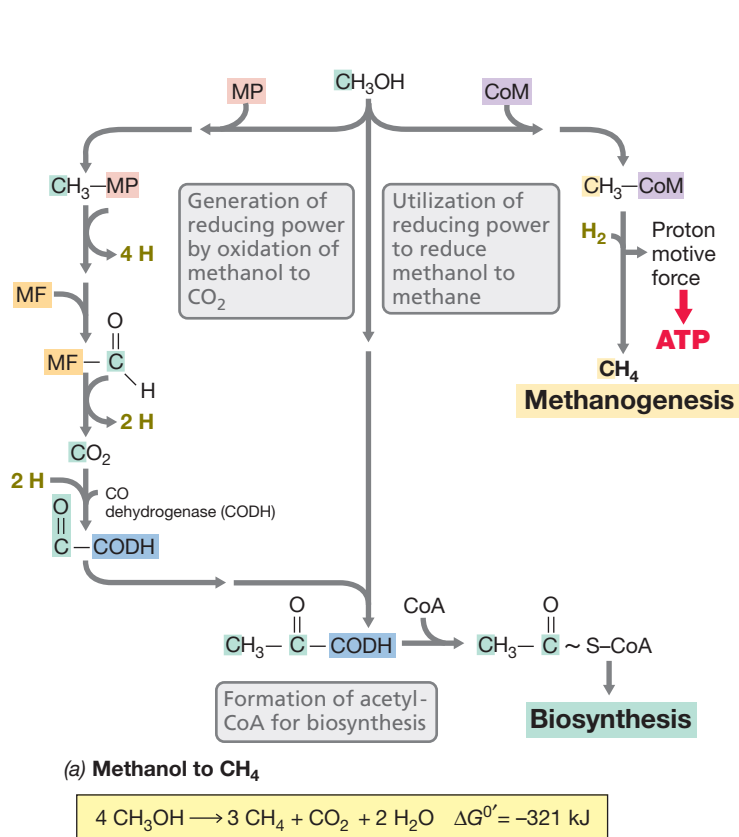 MP
CH₃OH
CoM
CH₃–MP
Generation of
reducing power
by oxidation of
methanol to
CO₂
Utilization of
reducing power
to reduce
methanol to
methane
CH₃–CoM
4 H
H₂
Proton
motive
force
ATP
MF
O
MF – C
H
CH₄
Methanogenesis
2 H
CO₂
2 H
CO
dehydrogenase (CODH)
O
C – CODH
O
CH₃– C – CODH
CoA
O
CH₃– C ~ S–CoA
Formation of acetyl-
CoA for biosynthesis
Biosynthesis
(a) Methanol to CH₄
4 CH₃OH ⟶ 3 CH₄ + CO₂ + 2 H₂O ΔG⁰′= –321 kJ